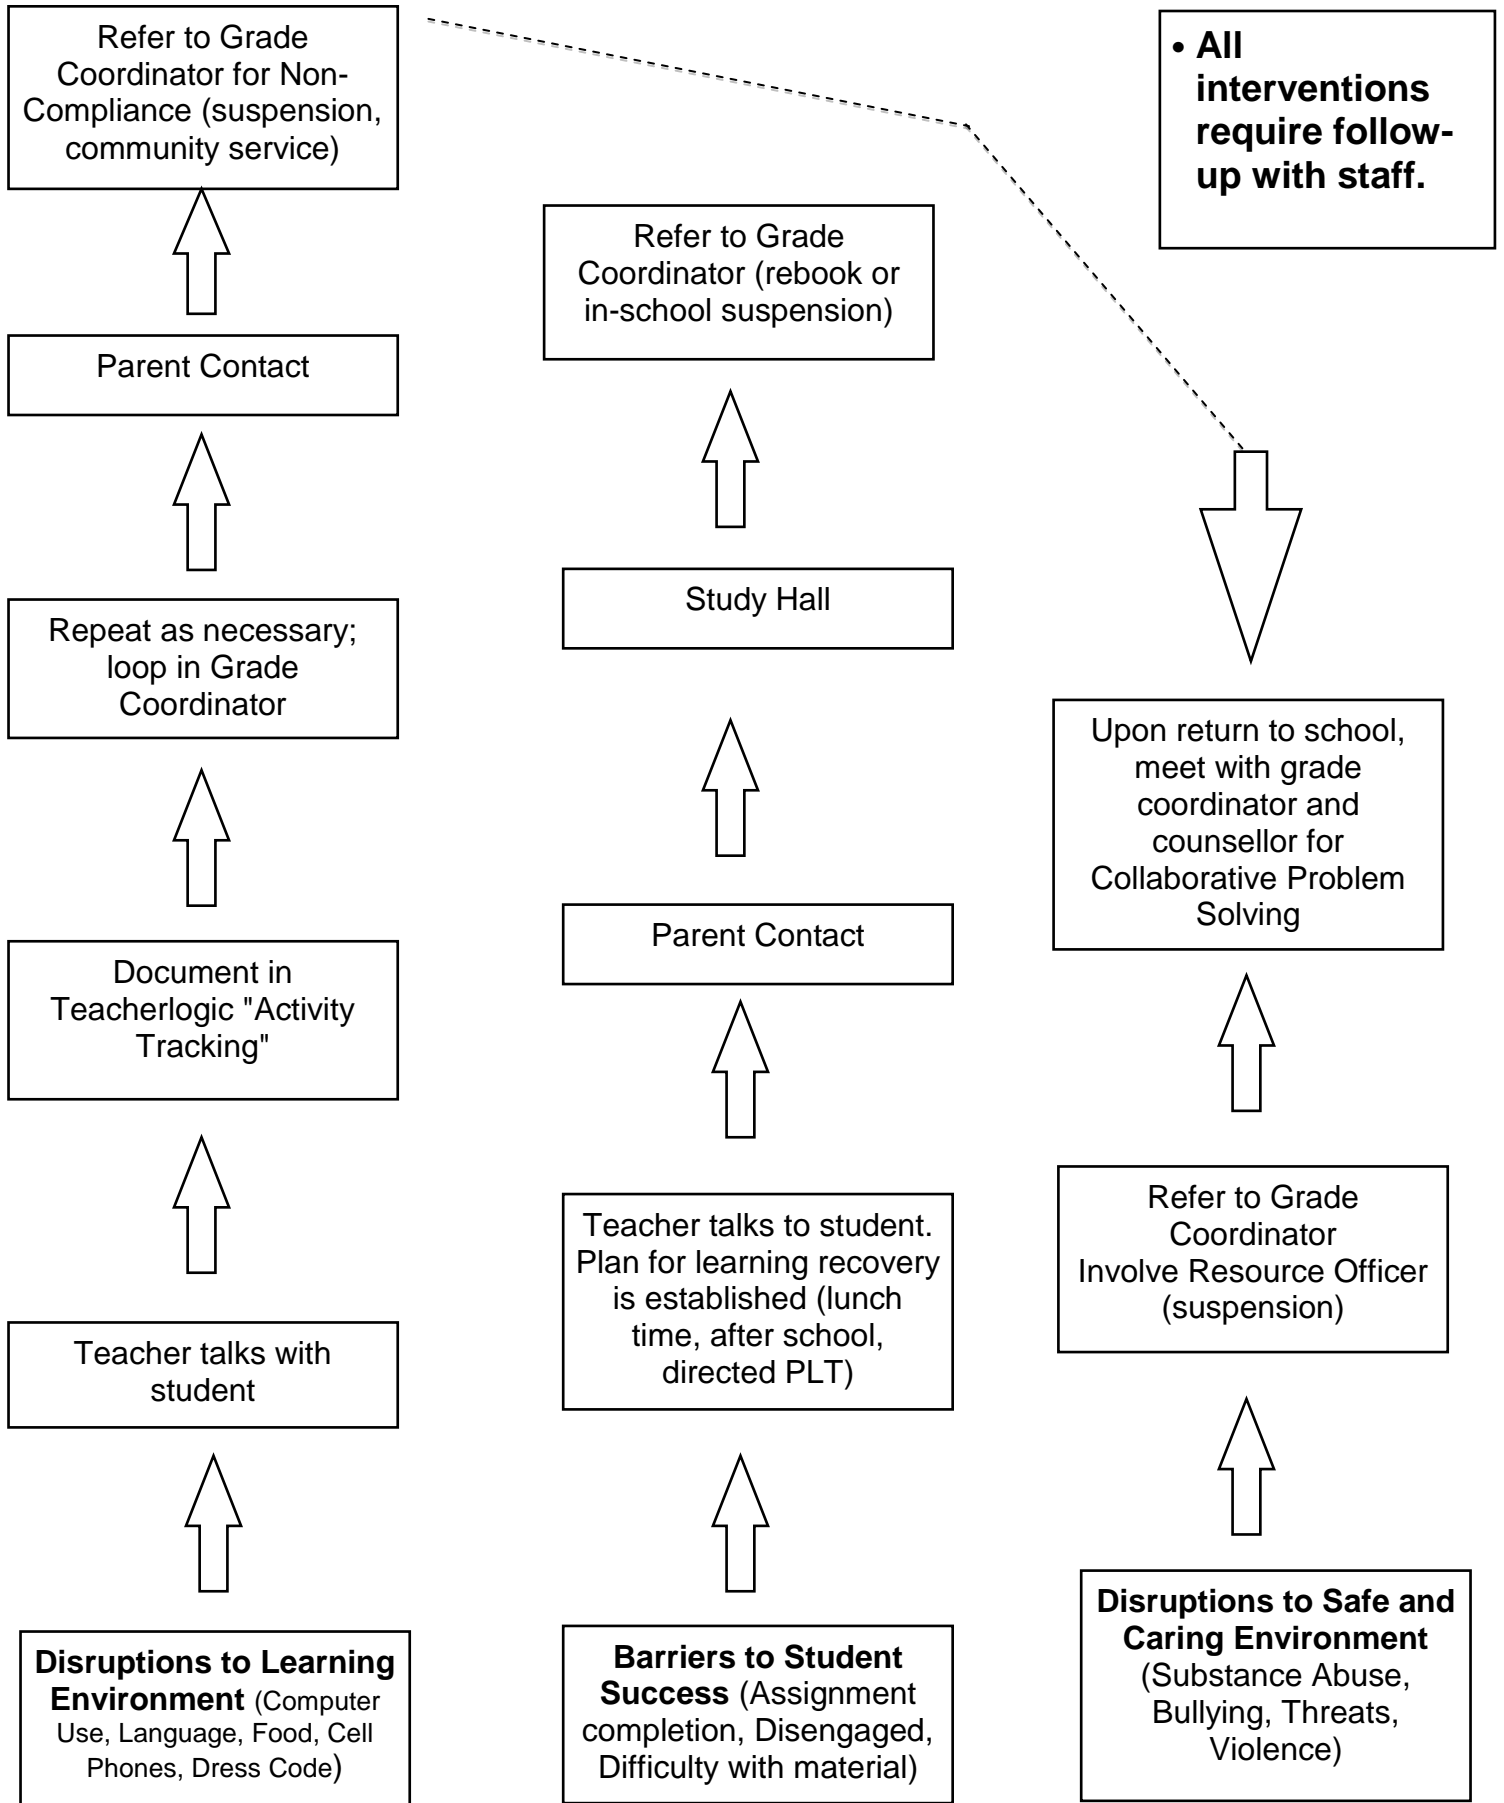 Refer to Grade
Coordinator for Non-
Compliance (suspension,
community service)
Parent Contact
Repeat as necessary;
loop in Grade
Coordinator
Document in
Teacherlogic "Activity
Tracking"
Teacher talks with
student
Disruptions to Learning
Environment (Computer
Use, Language, Food, Cell
Phones, Dress Code)
Refer to Grade
Coordinator (rebook or
in-school suspension)
Study Hall
Parent Contact
Teacher talks to student.
Plan for learning recovery
is established (lunch
time, after school,
directed PLT)
Barriers to Student
Success (Assignment
completion, Disengaged,
Difficulty with material)
• All
interventions
require follow-
up with staff.
Upon return to school,
meet with grade
coordinator and
counsellor for
Collaborative Problem
Solving
Refer to Grade
Coordinator
Involve Resource Officer
(suspension)
Disruptions to Safe and
Caring Environment
(Substance Abuse,
Bullying, Threats,
Violence)